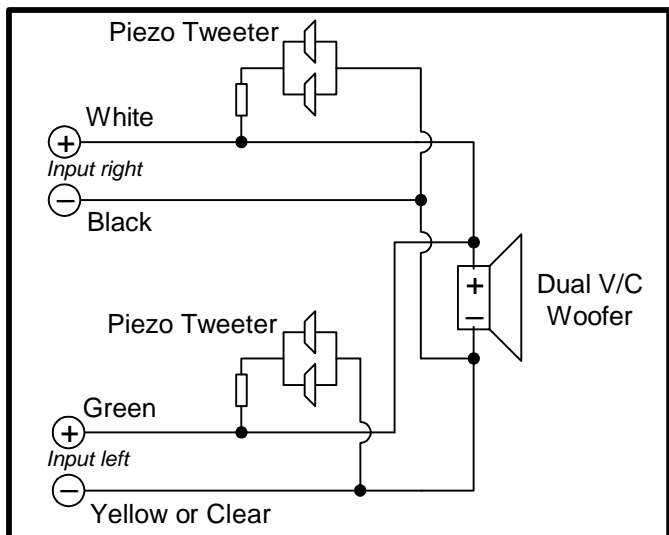 Piezo Tweeter
White
+
Input right
−
Black
+
−
Dual V/C
Woofer
Piezo Tweeter
Green
+
Input left
−
Yellow or Clear